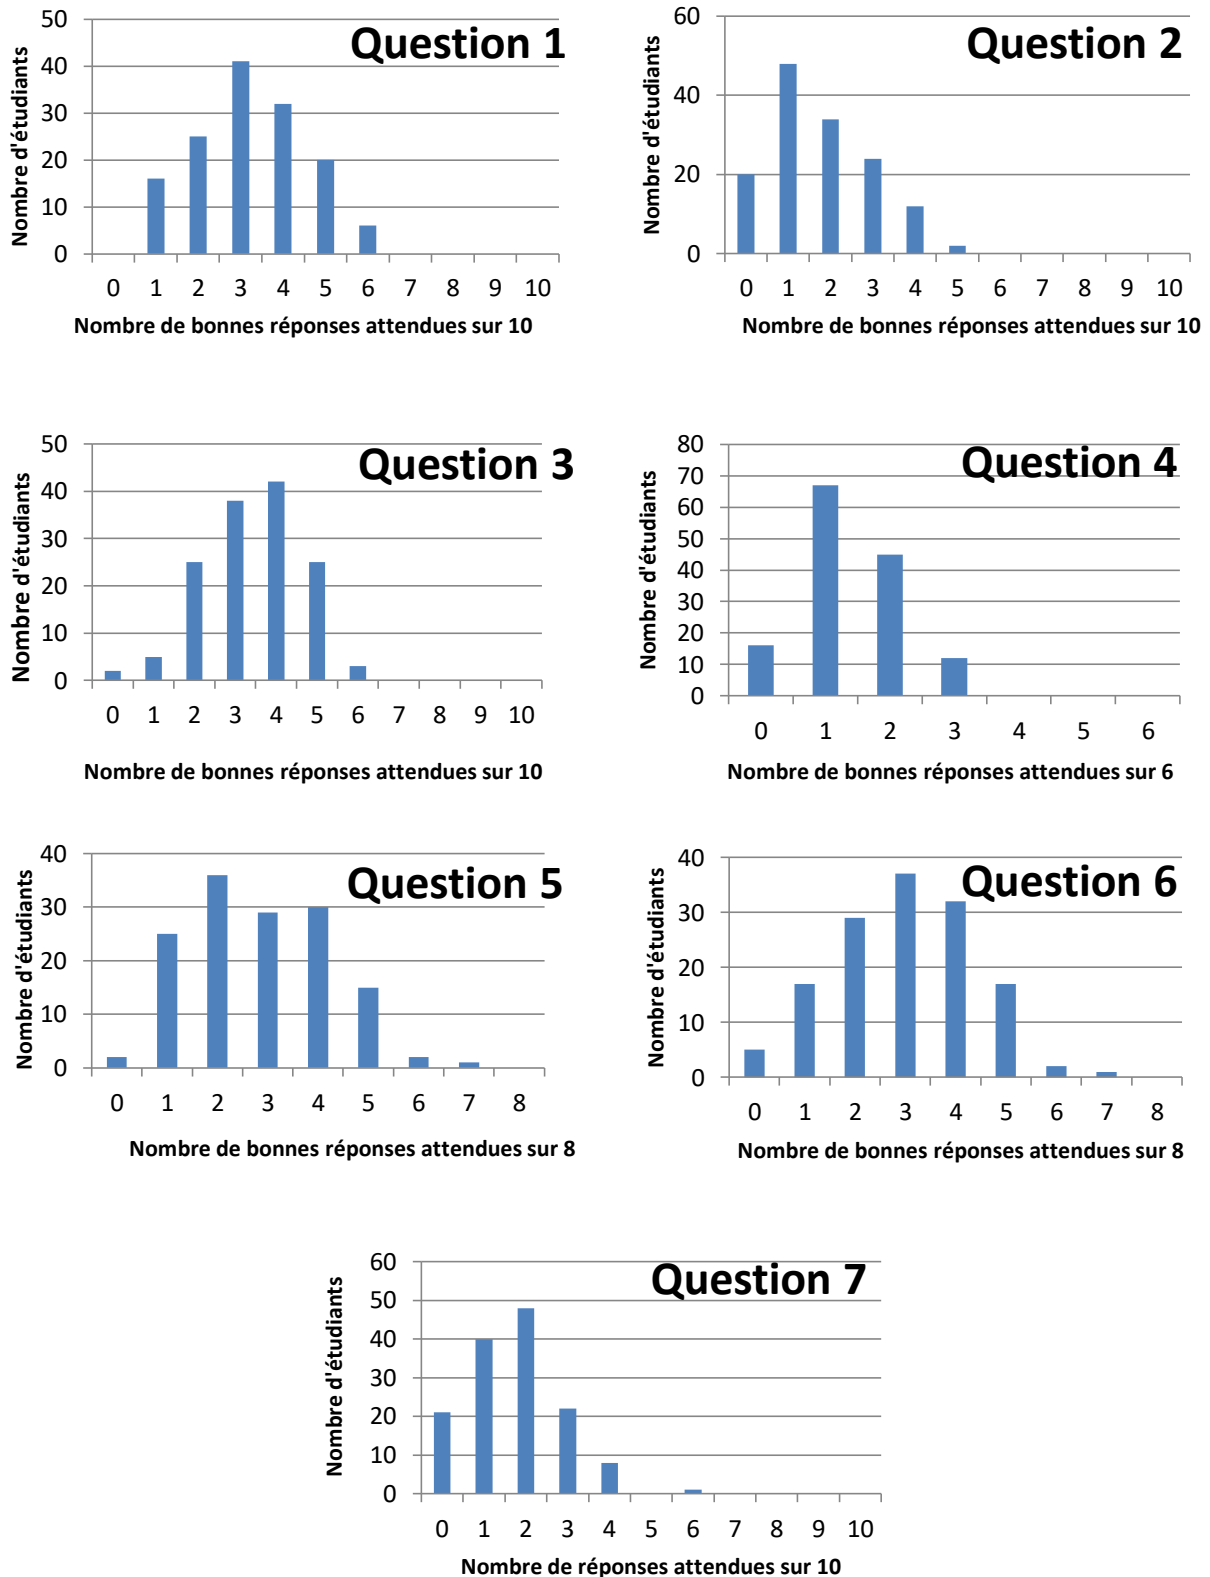 Question 1
Nombre d'étudiants
50
40
30
20
10
0
0 1 2 3 4 5 6 7 8 9 10
Nombre de bonnes réponses attendues sur 10
Question 2
Nombre d'étudiants
60
40
20
0
0 1 2 3 4 5 6 7 8 9 10
Nombre de bonnes réponses attendues sur 10
Question 3
Nombre d'étudiants
50
40
30
20
10
0
0 1 2 3 4 5 6 7 8 9 10
Nombre de bonnes réponses attendues sur 10
Question 4
Nombre d'étudiants
80
70
60
50
40
30
20
10
0
0 1 2 3 4 5 6
Nombre de bonnes réponses attendues sur 6
Question 5
Nombre d'étudiants
40
30
20
10
0
0 1 2 3 4 5 6 7 8
Nombre de bonnes réponses attendues sur 8
Question 6
Nombre d'étudiants
40
30
20
10
0
0 1 2 3 4 5 6 7 8
Nombre de bonnes réponses attendues sur 8
Question 7
Nombre d'étudiants
60
50
40
30
20
10
0
0 1 2 3 4 5 6 7 8 9 10
Nombre de réponses attendues sur 10